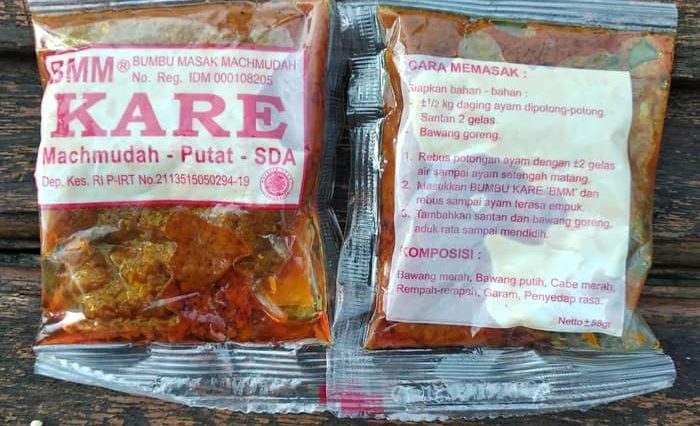 BMM® BUMBU MASAK MACHMUDAH
No. Reg. IDM 000108205
KARE
Machmudah - Putat - SDA
Dep. Kes. RI P-IRT No.2113515050294-19
CARA MEMASAK :
Siapkan bahan - bahan :
- ±1/2 kg daging ayam dipotong-potong.
Santan 2 gelas.
- Bawang goreng.
1. Rebus potongan ayam dengan ±2 gelas
air sampai ayam setengah matang.
2. Masukkan BUMBU KARE 'BMM' dan
rebus sampai ayam terasa empuk.
3. Tambahkan santan dan bawang goreng,
aduk rata sampai mendidih.
KOMPOSISI :
Bawang merah, Bawang putih, Cabe merah,
Rempah-rempah, Garam, Penyedap rasa.
Netto ± 58gr